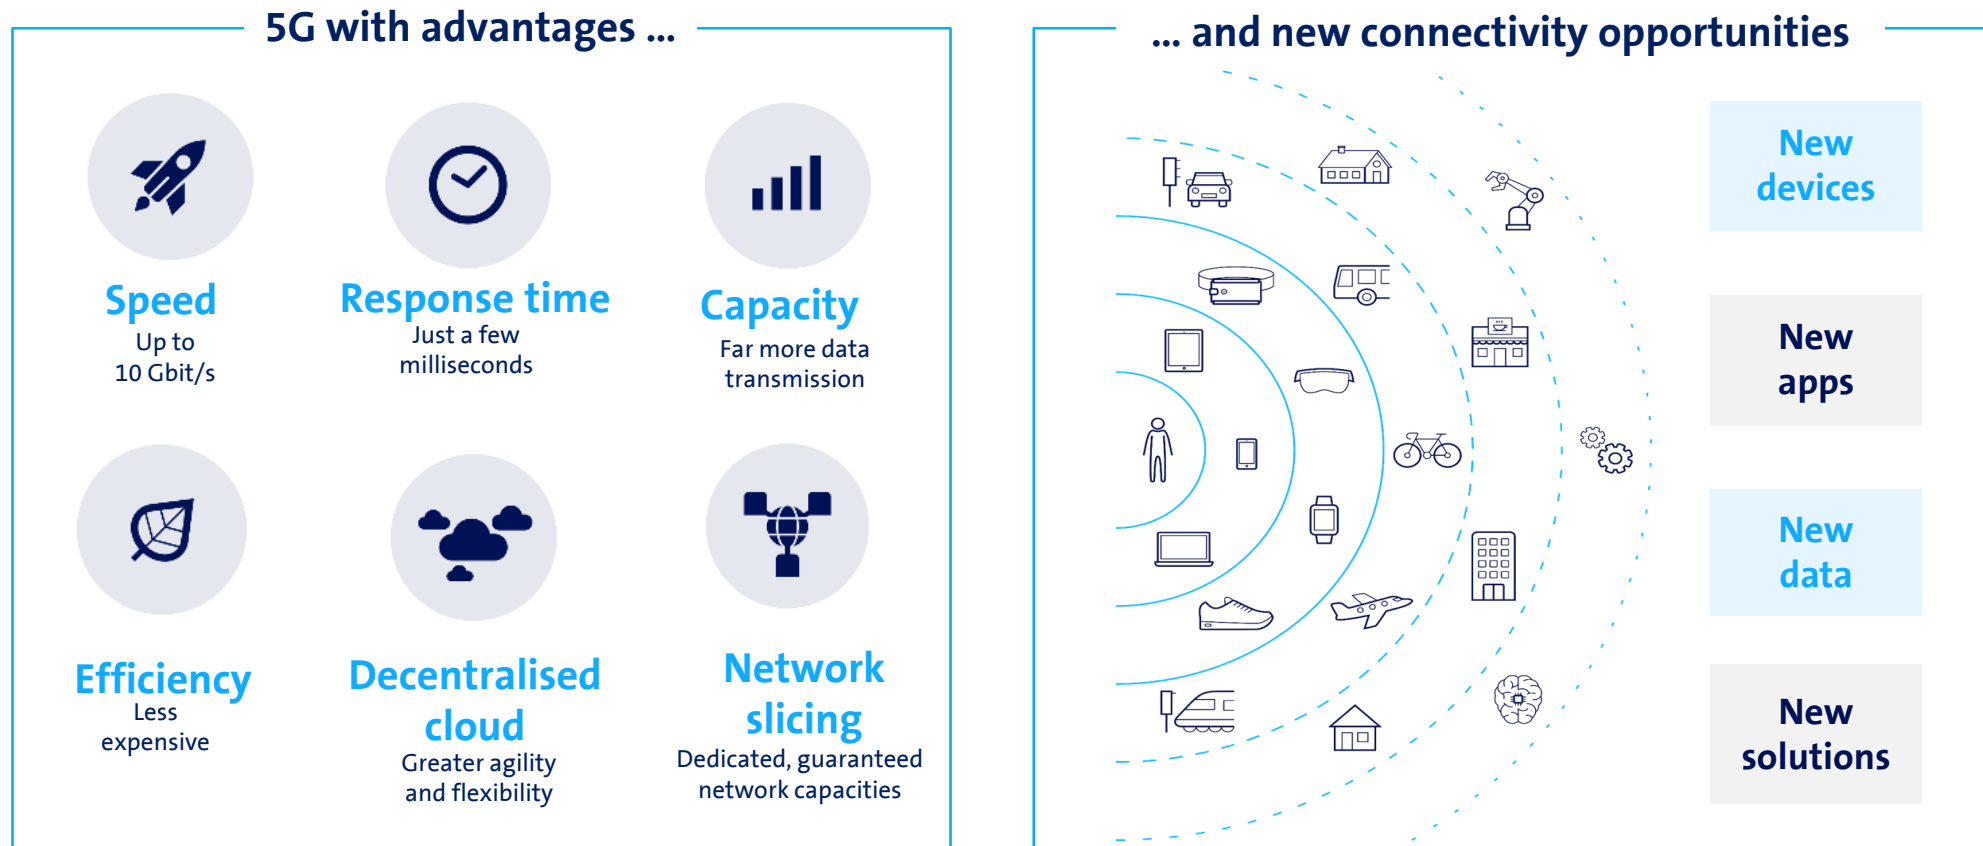 5G with advantages ...
Speed
Up to
10 Gbit/s
Response time
Just a few
milliseconds
Capacity
Far more data
transmission
Efficiency
Less
expensive
Decentralised
cloud
Greater agility
and flexibility
Network
slicing
Dedicated, guaranteed
network capacities
... and new connectivity opportunities
New
devices
New
apps
New
data
New
solutions